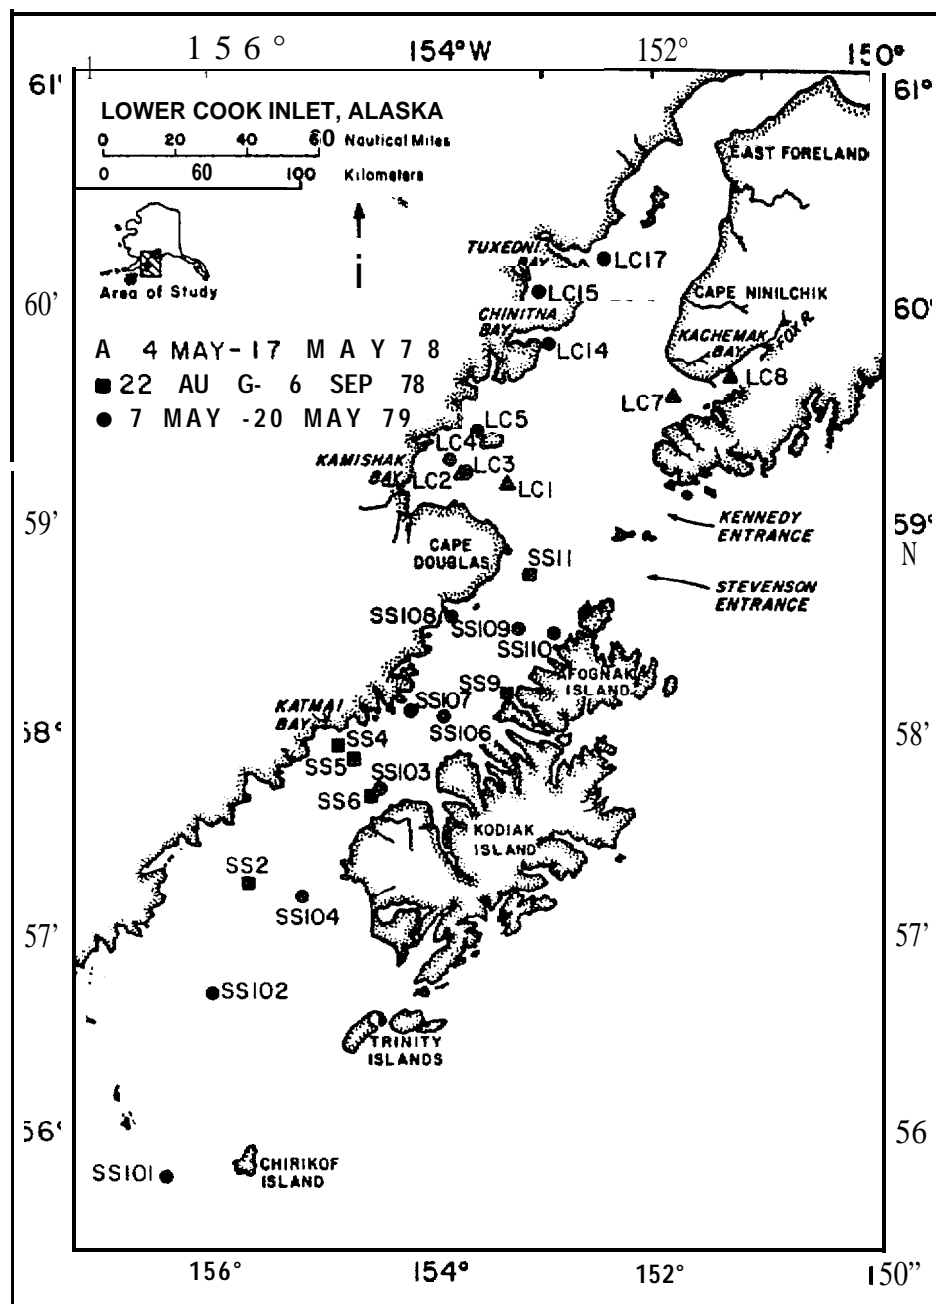 156° 154°W 152° 150°
61' 61°
LOWER COOK INLET, ALASKA
0 20 40 60 Nautical Miles
0 60 100 Kilometers
EAST FORELAND
TUXEDNI
BAY
LC17
Area of Study
LC15
CAPE NINILCHIK
60' 60°
CHINITNA
BAY
KACHEMAK
BAY
FOX R.
A 4 MAY-17 MAY 78
LC14
22 AUG- 6 SEP 78
LC8
LC7
7 MAY -20 MAY 79
LC5
LC4
KAMISHAK
BAY
LC3
LC2
LC1
59' 59°
N
KENNEDY
ENTRANCE
CAPE
DOUGLAS
SS11
STEVENSON
ENTRANCE
SS108
SS109
SS110
SS9
AFOGNAK
ISLAND
KATMAI
BAY
SS107
58° 58'
SS106
SS4
SS5
SS103
SS6
KODIAK
ISLAND
SS2
SS104
57' 57'
SS102
TRINITY
ISLANDS
56° 56
SS101
CHIRIKOF
ISLAND
156° 154° 152° 150"